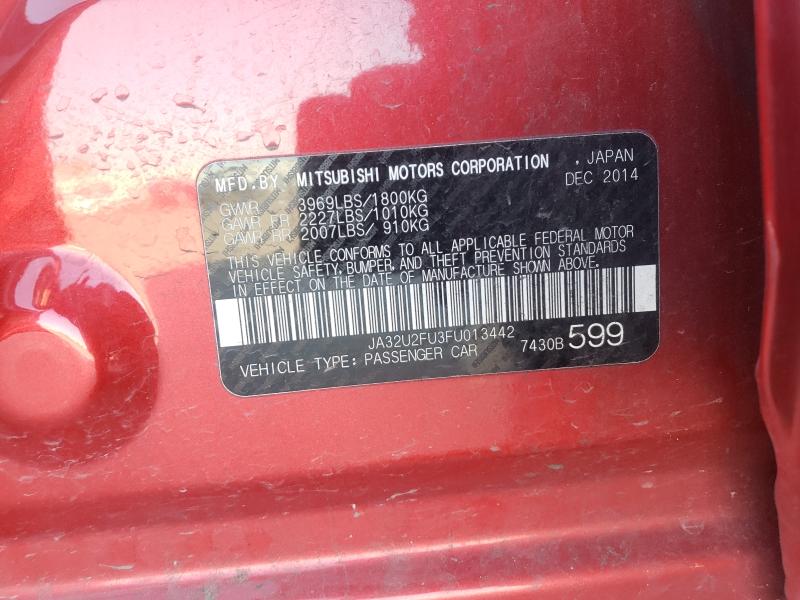 MFD.BY MITSUBISHI MOTORS CORPORATION , JAPAN
DEC 2014
GVWR 3969LBS/1800KG
GAWR FR 2227LBS/1010KG
GAWR RR 2007LBS/ 910KG
THIS VEHICLE CONFORMS TO ALL APPLICABLE FEDERAL MOTOR
VEHICLE SAFETY, BUMPER, AND THEFT PREVENTION STANDARDS
IN EFFECT ON THE DATE OF MANUFACTURE SHOWN ABOVE.
JA32U2FU3FU013442
VEHICLE TYPE: PASSENGER CAR 7430B 599